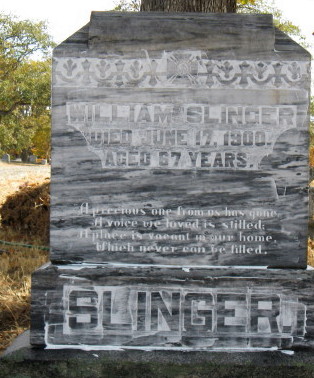 WILLIAM SLINGER
DIED JUNE 17, 1900.
AGED 67 YEARS.
A precious one from us has gone,
A voice we loved is stilled;
A place is vacant in our home,
Which never can be filled.
SLINGER.